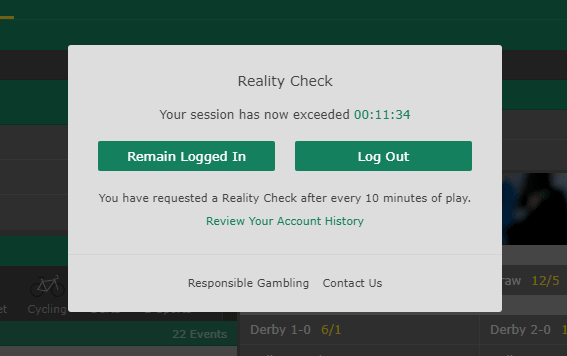 Reality Check
Your session has now exceeded 00:11:34
Remain Logged In
Log Out
You have requested a Reality Check after every 10 minutes of play.
Review Your Account History
Responsible Gambling Contact Us
12/5
Cycling
22 Events
Derby 1-0 6/1
Derby 2-0